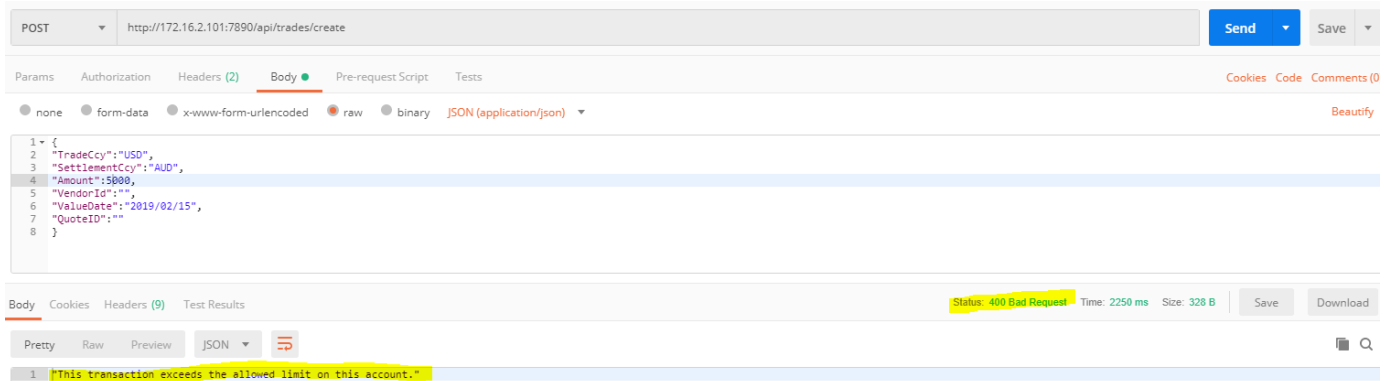 POST http://172.16.2.101:7890/api/trades/create Send Save
Params Authorization Headers (2) Body Pre-request Script Tests Cookies Code Comments (0
none form-data x-www-form-urlencoded raw binary JSON (application/json) Beautify
1 {
2 "TradeCcy":"USD",
3 "SettlementCcy":"AUD",
4 "Amount":5000,
5 "VendorId":"",
6 "ValueDate":"2019/02/15",
7 "QuoteID":""
8 }
Body Cookies Headers (9) Test Results Status: 400 Bad Request Time: 2250 ms Size: 328 B Save Download
Pretty Raw Preview JSON
1 "This transaction exceeds the allowed limit on this account."